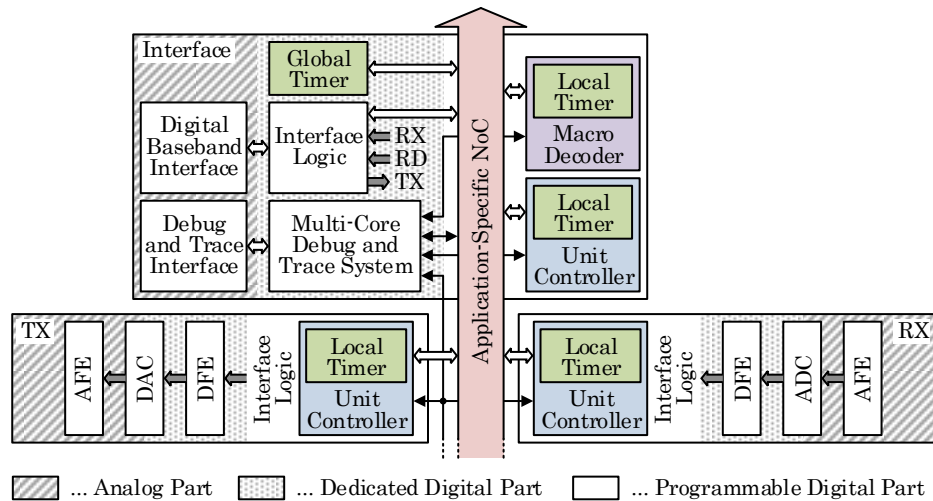 Interface
Global
Timer
Digital
Baseband
Interface
Interface
Logic
RX
RD
TX
Debug
and Trace
Interface
Multi-Core
Debug and
Trace System
Application-Specific NoC
Local
Timer
Macro
Decoder
Local
Timer
Unit
Controller
TX
AFE
DAC
DFE
Interface
Logic
Local
Timer
Unit
Controller
Local
Timer
Unit
Controller
Interface
Logic
DFE
ADC
AFE
RX
... Analog Part
... Dedicated Digital Part
... Programmable Digital Part